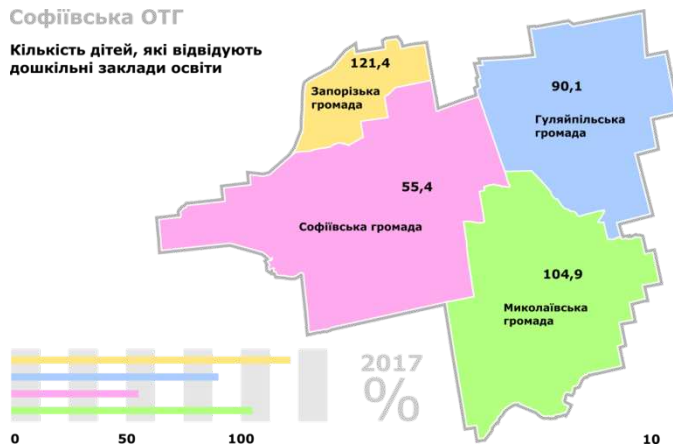 Софіївська ОТГ
Кількість дітей, які відвідують
дошкільні заклади освіти
121,4
Запорізька
громада
90,1
Гуляйпільська
громада
55,4
Софіївська громада
104,9
Миколаївська
громада
2017
%
0 50 100
10